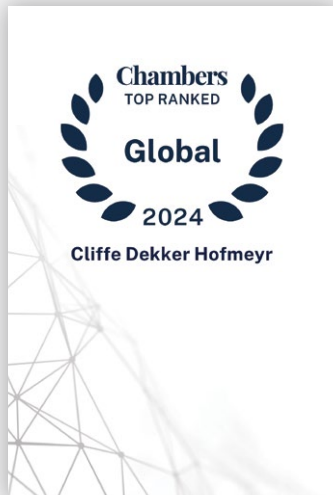 Chambers
TOP RANKED
Global
2024
Cliffe Dekker Hofmeyr